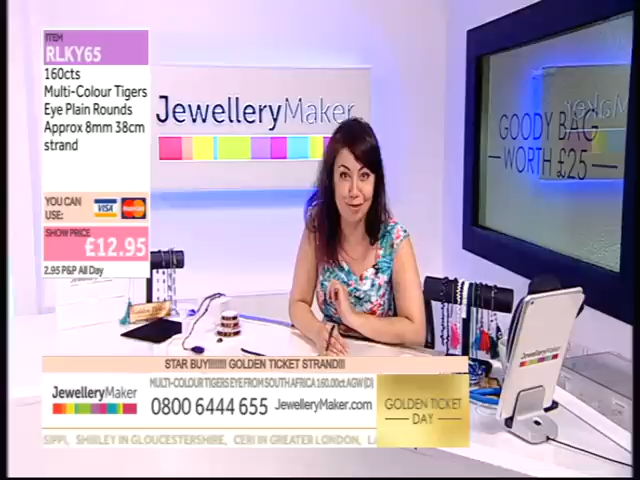 ITEM
RLKY65
160cts
Multi-Colour Tigers
Eye Plain Rounds
Approx 8mm 38cm
strand
YOU CAN
USE:
VISA
MasterCard
SHOW PRICE
£12.95
2.95 P&P All Day
JewelleryMaker
GOODY BAG
WORTH £25
JewelleryMaker
STAR BUY!!!!!!!! GOLDEN TICKET STRAND!!!
JewelleryMaker
MULTI-COLOUR TIGERS EYE FROM SOUTH AFRICA 160.00ct AGW (D)
0800 6444 655 JewelleryMaker.com
GOLDEN TICKET
DAY
SIPPI, SHIRLEY IN GLOUCESTERSHIRE, CERI IN GREATER LONDON,